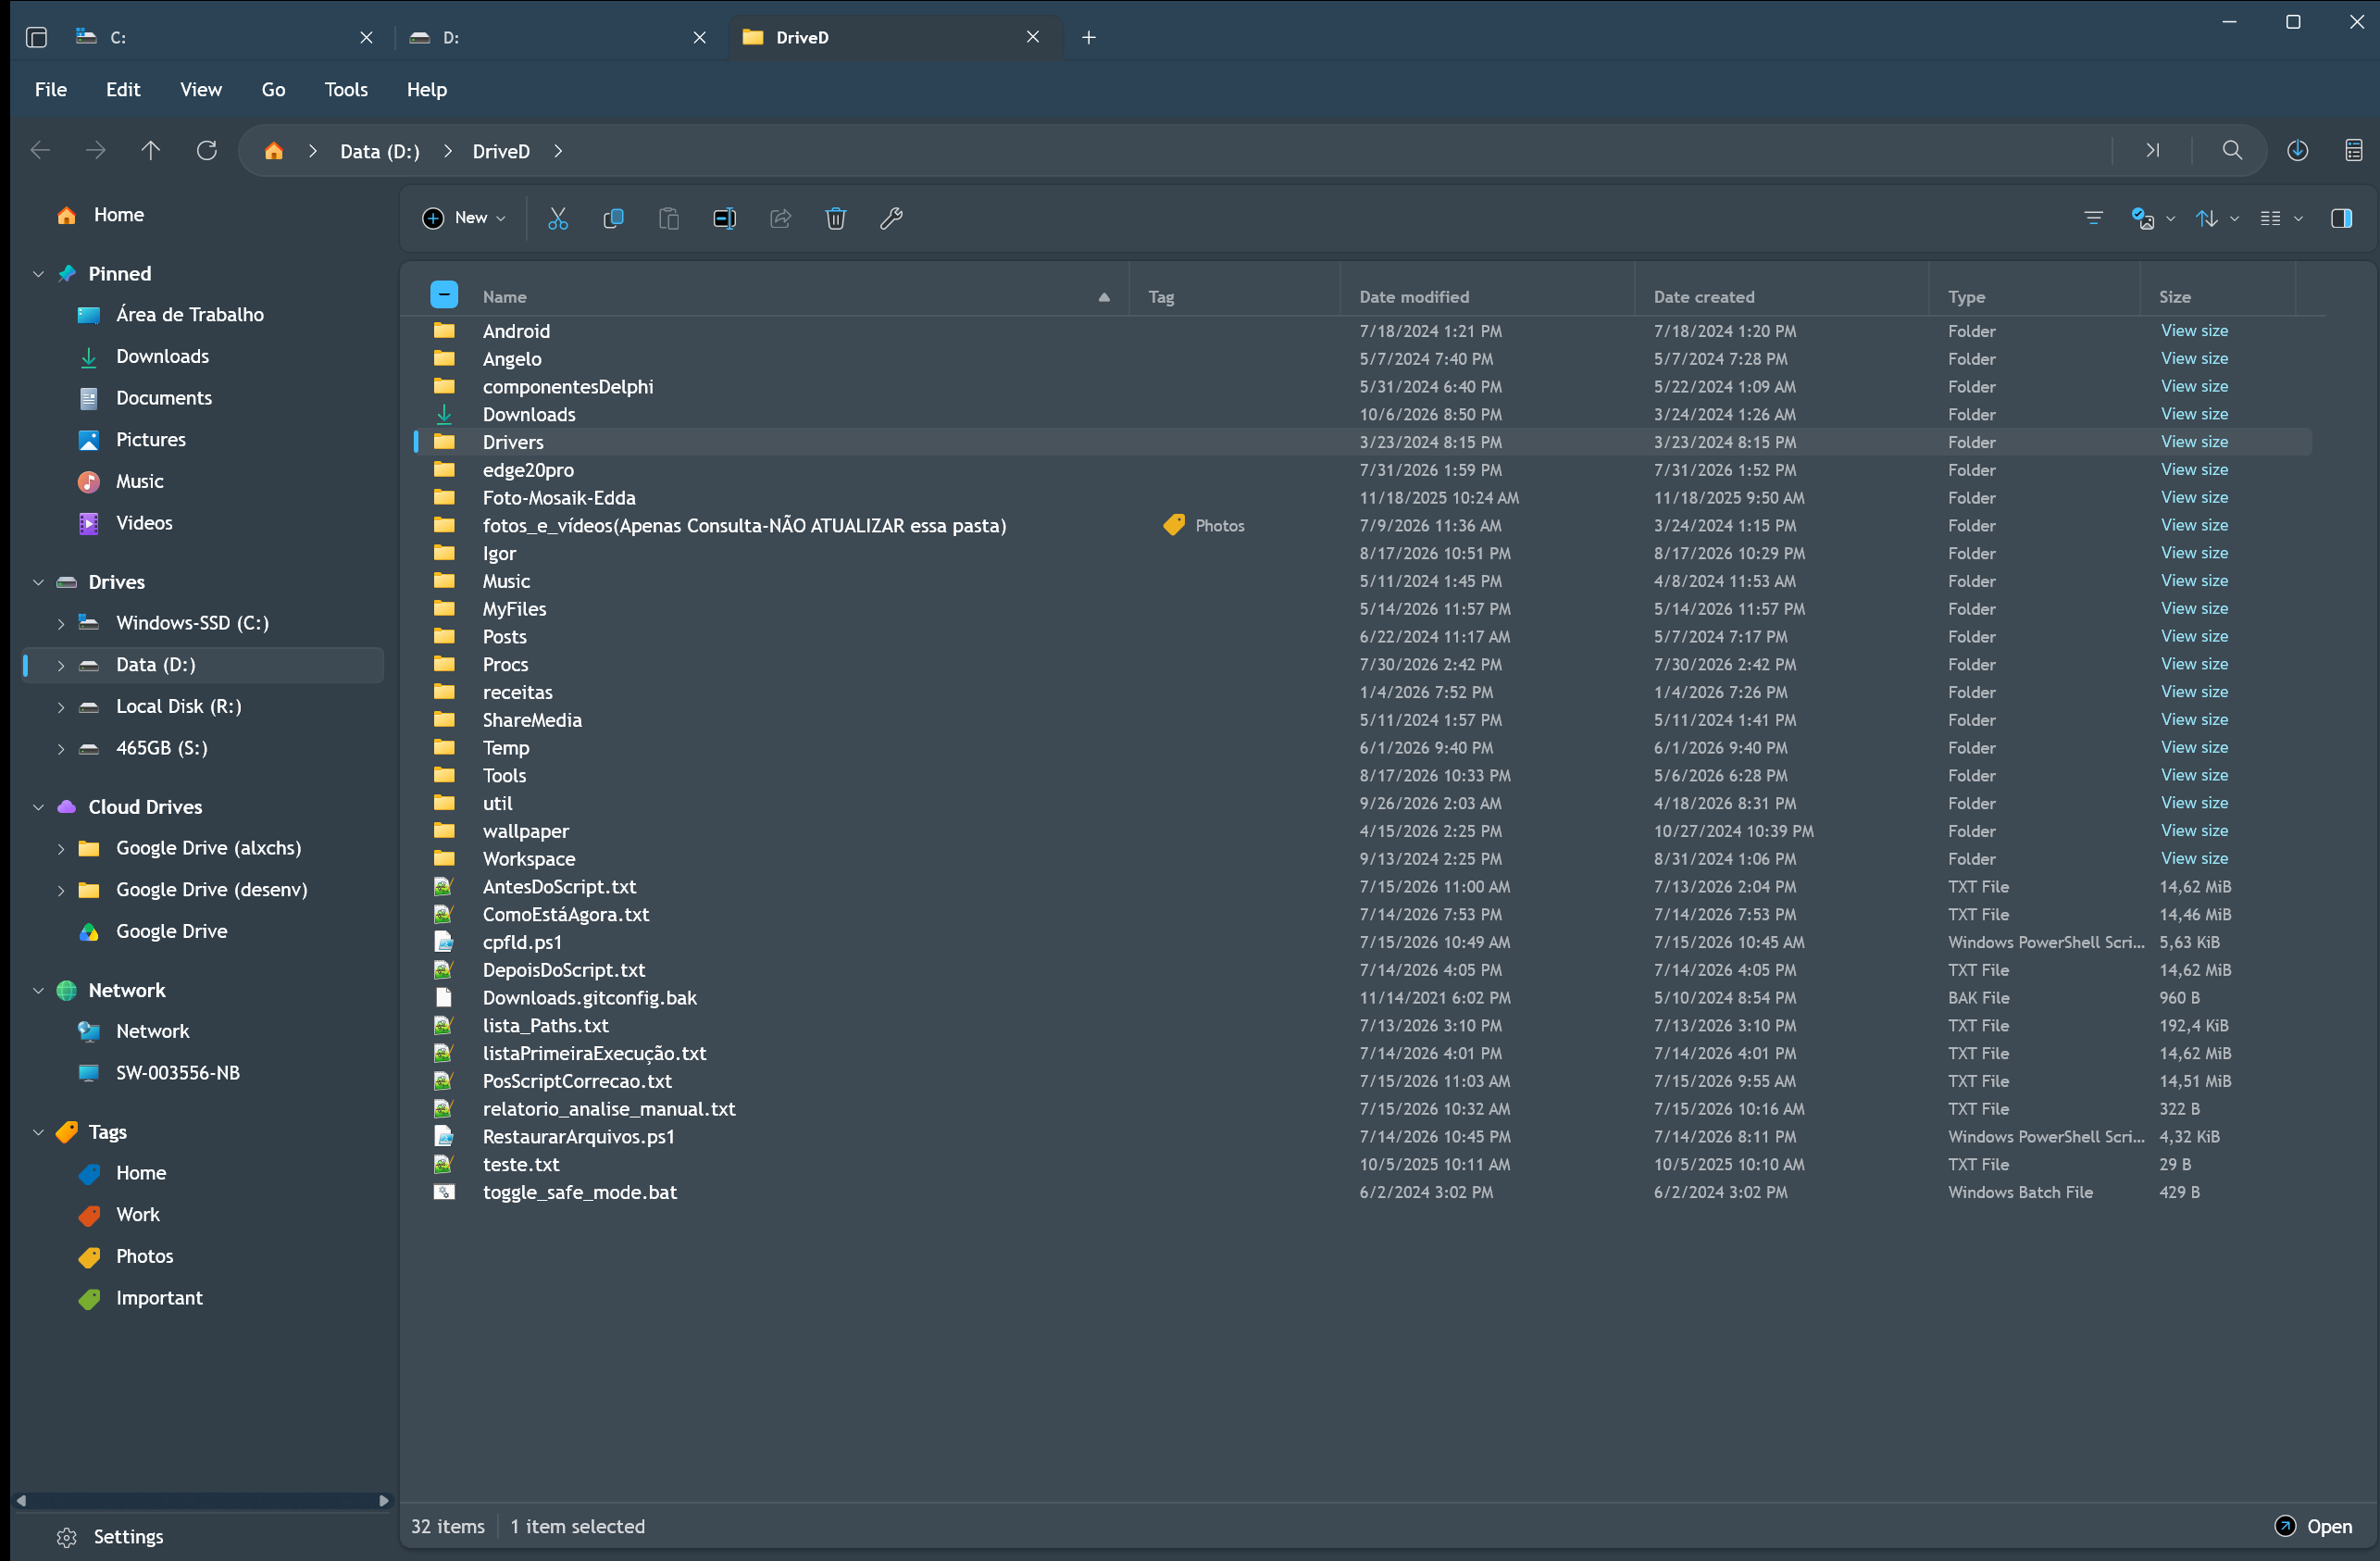 C: D: DriveD
File Edit View Go Tools Help
Data (D:) DriveD
Home
New
Pinned
Área de Trabalho
Downloads
Documents
Pictures
Music
Videos
Drives
Windows-SSD (C:)
Data (D:)
Local Disk (R:)
465GB (S:)
Cloud Drives
Google Drive (alxchs)
Google Drive (desenv)
Google Drive
Network
Network
SW-003556-NB
Tags
Home
Work
Photos
Important
Settings
Name Tag Date modified Date created Type Size
Android 7/18/2024 1:21 PM 7/18/2024 1:20 PM Folder View size
Angelo 5/7/2024 7:40 PM 5/7/2024 7:28 PM Folder View size
componentesDelphi 5/31/2024 6:40 PM 5/22/2024 1:09 AM Folder View size
Downloads 10/6/2026 8:50 PM 3/24/2024 1:26 AM Folder View size
Drivers 3/23/2024 8:15 PM 3/23/2024 8:15 PM Folder View size
edge20pro 7/31/2026 1:59 PM 7/31/2026 1:52 PM Folder View size
Foto-Mosaik-Edda 11/18/2025 10:24 AM 11/18/2025 9:50 AM Folder View size
fotos_e_vídeos(Apenas Consulta-NÃO ATUALIZAR essa pasta) Photos 7/9/2026 11:36 AM 3/24/2024 1:15 PM Folder View size
Igor 8/17/2026 10:51 PM 8/17/2026 10:29 PM Folder View size
Music 5/11/2024 1:45 PM 4/8/2024 11:53 AM Folder View size
MyFiles 5/14/2026 11:57 PM 5/14/2026 11:57 PM Folder View size
Posts 6/22/2024 11:17 AM 5/7/2024 7:17 PM Folder View size
Procs 7/30/2026 2:42 PM 7/30/2026 2:42 PM Folder View size
receitas 1/4/2026 7:52 PM 1/4/2026 7:26 PM Folder View size
ShareMedia 5/11/2024 1:57 PM 5/11/2024 1:41 PM Folder View size
Temp 6/1/2026 9:40 PM 6/1/2026 9:40 PM Folder View size
Tools 8/17/2026 10:33 PM 5/6/2026 6:28 PM Folder View size
util 9/26/2026 2:03 AM 4/18/2026 8:31 PM Folder View size
wallpaper 4/15/2026 2:25 PM 10/27/2024 10:39 PM Folder View size
Workspace 9/13/2024 2:25 PM 8/31/2024 1:06 PM Folder View size
AntesDoScript.txt 7/15/2026 11:00 AM 7/13/2026 2:04 PM TXT File 14,62 MiB
ComoEstáAgora.txt 7/14/2026 7:53 PM 7/14/2026 7:53 PM TXT File 14,46 MiB
cpfld.ps1 7/15/2026 10:49 AM 7/15/2026 10:45 AM Windows PowerShell Scri... 5,63 KiB
DepoisDoScript.txt 7/14/2026 4:05 PM 7/14/2026 4:05 PM TXT File 14,62 MiB
Downloads.gitconfig.bak 11/14/2021 6:02 PM 5/10/2024 8:54 PM BAK File 960 B
lista_Paths.txt 7/13/2026 3:10 PM 7/13/2026 3:10 PM TXT File 192,4 KiB
listaPrimeiraExecução.txt 7/14/2026 4:01 PM 7/14/2026 4:01 PM TXT File 14,62 MiB
PosScriptCorrecao.txt 7/15/2026 11:03 AM 7/15/2026 9:55 AM TXT File 14,51 MiB
relatorio_analise_manual.txt 7/15/2026 10:32 AM 7/15/2026 10:16 AM TXT File 322 B
RestaurarArquivos.ps1 7/14/2026 10:45 PM 7/14/2026 8:11 PM Windows PowerShell Scri... 4,32 KiB
teste.txt 10/5/2025 10:11 AM 10/5/2025 10:10 AM TXT File 29 B
toggle_safe_mode.bat 6/2/2024 3:02 PM 6/2/2024 3:02 PM Windows Batch File 429 B
32 items 1 item selected Open